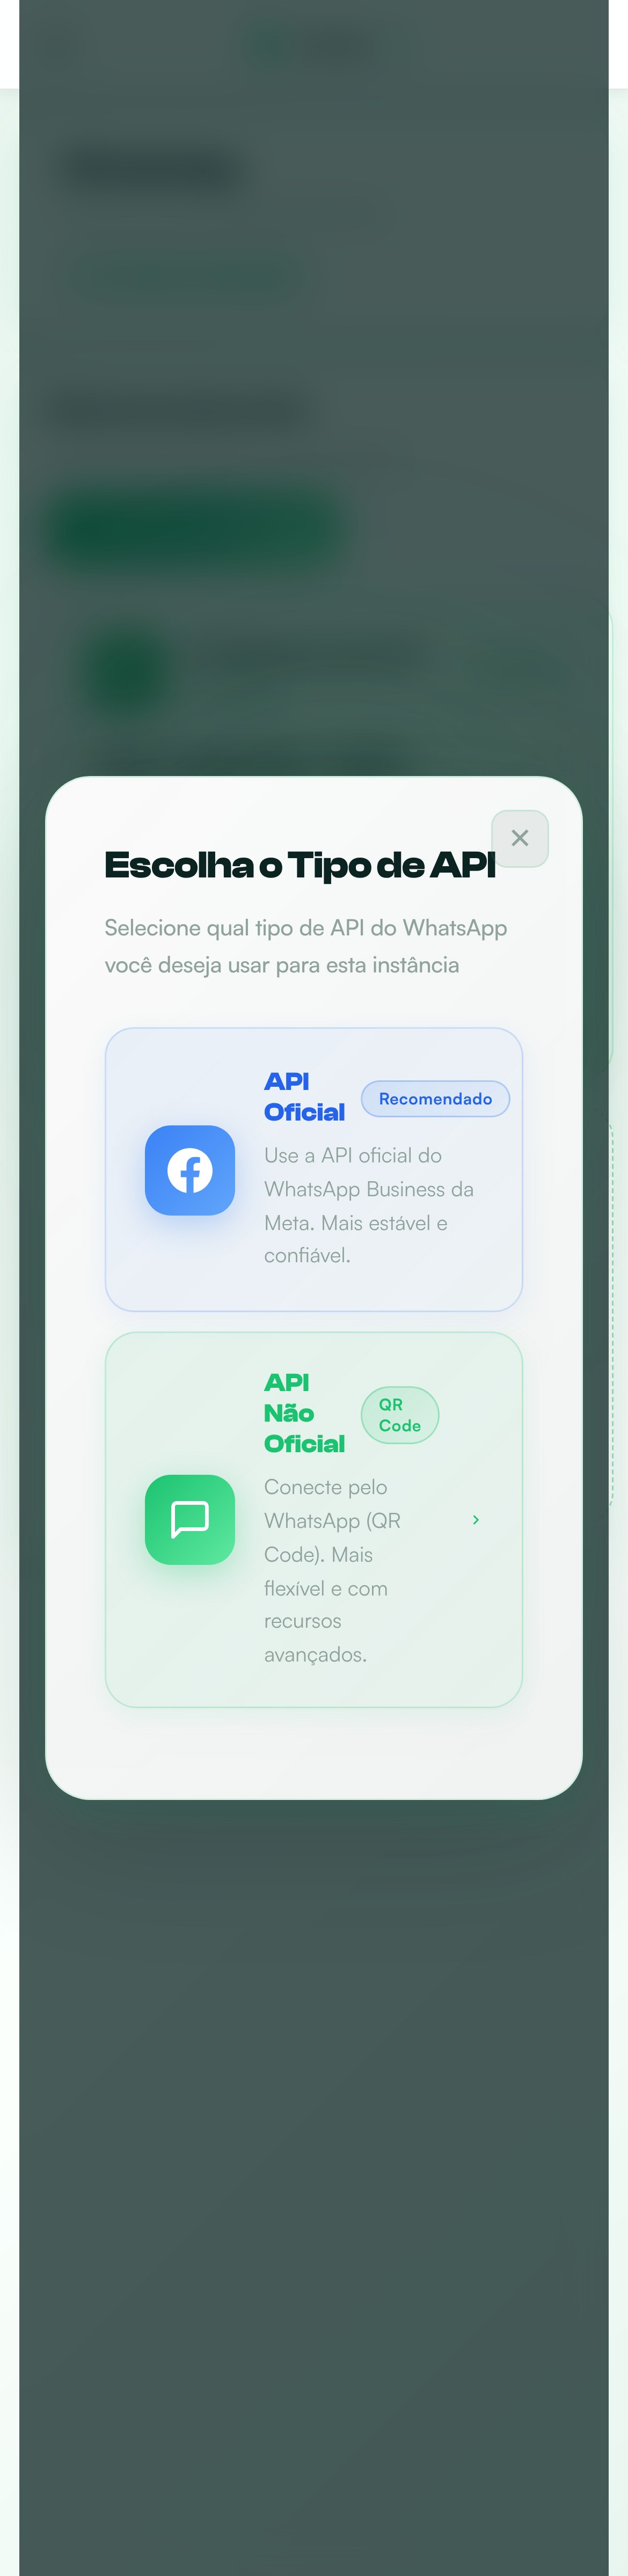 Escolha o Tipo de API
Selecione qual tipo de API do WhatsApp
você deseja usar para esta instância
API
Oficial
Recomendado
Use a API oficial do
WhatsApp Business da
Meta. Mais estável e
confiável.
API
Não
Oficial
QR
Code
Conecte pelo
WhatsApp (QR
Code). Mais
flexível e com
recursos
avançados.